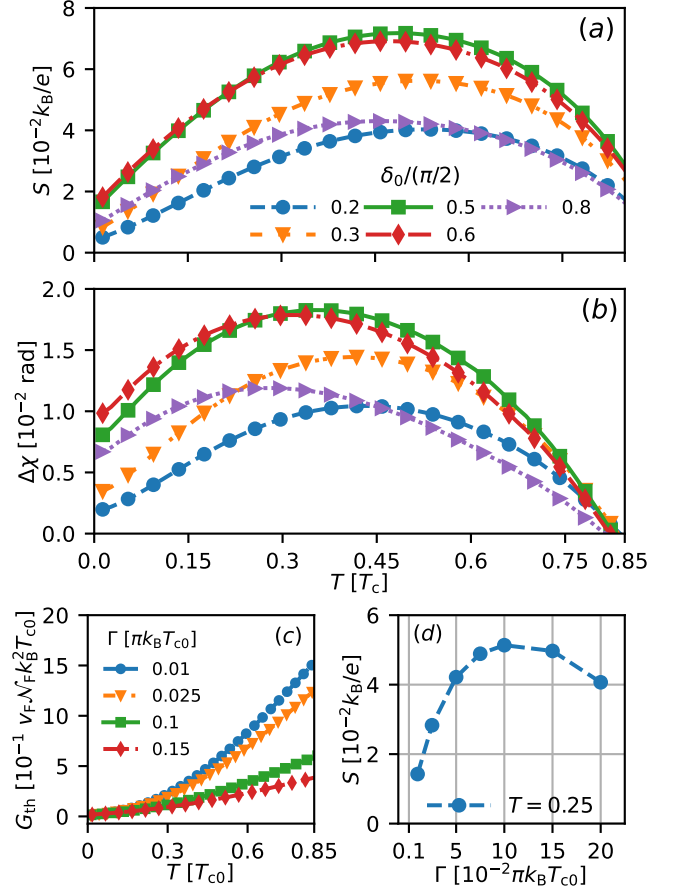 (a)
S [10⁻²k_B/e]
8
6
4
2
0
δ₀/(π/2)
0.2 0.5 0.8
0.3 0.6
(b)
Δχ [10⁻² rad]
2.0
1.5
1.0
0.5
0.0
0.0 0.15 0.3 0.45 0.6 0.75 0.85
T [T_c]
(c)
G_th [10⁻¹ v_F 𝒩_F k_B² T_c0]
20
15
10
5
0
Γ [πk_BT_c0]
0.01
0.025
0.1
0.15
0 0.3 0.6 0.85
T [T_c0]
(d)
S [10⁻²k_B/e]
6
4
2
0
T = 0.25
0.1 5 10 15 20
Γ [10⁻²πk_BT_c0]